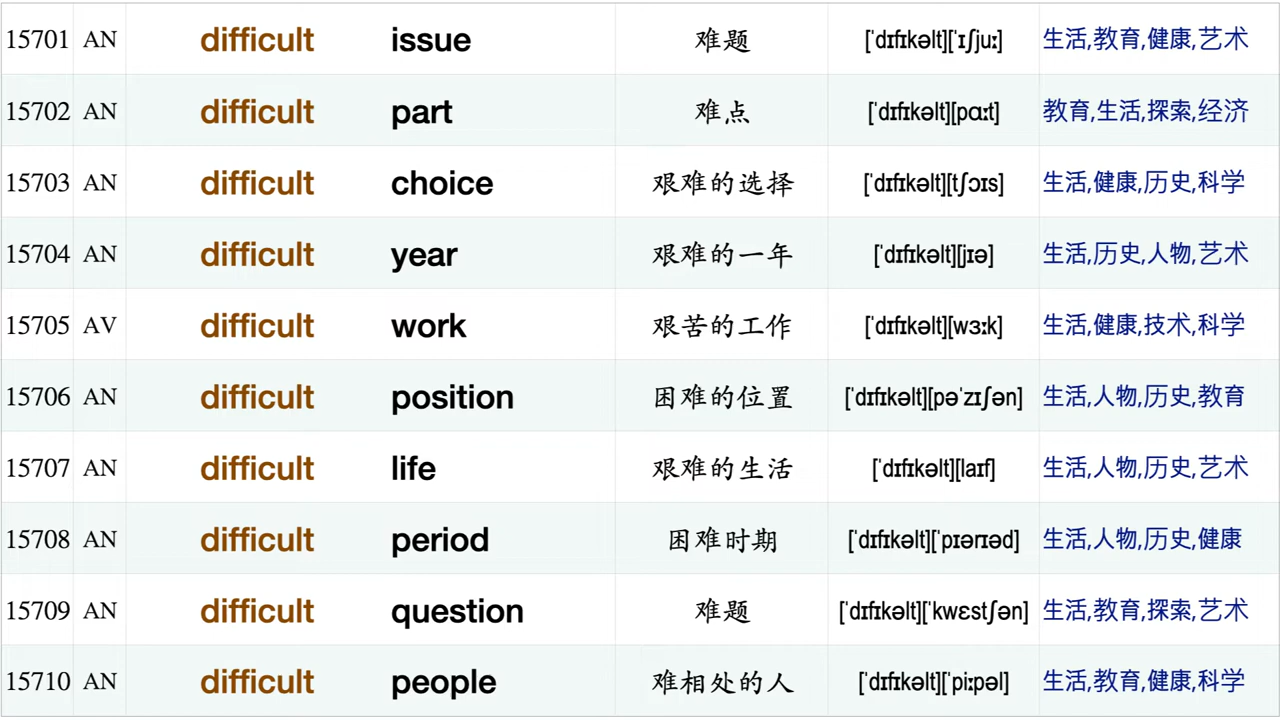 15701 AN difficult issue 难题 [ˈdɪfɪkəlt][ˈɪʃjuː] 生活,教育,健康,艺术
15702 AN difficult part 难点 [ˈdɪfɪkəlt][pɑːt] 教育,生活,探索,经济
15703 AN difficult choice 艰难的选择 [ˈdɪfɪkəlt][tʃɔɪs] 生活,健康,历史,科学
15704 AN difficult year 艰难的一年 [ˈdɪfɪkəlt][jɪə] 生活,历史,人物,艺术
15705 AV difficult work 艰苦的工作 [ˈdɪfɪkəlt][wɜːk] 生活,健康,技术,科学
15706 AN difficult position 困难的位置 [ˈdɪfɪkəlt][pəˈzɪʃən] 生活,人物,历史,教育
15707 AN difficult life 艰难的生活 [ˈdɪfɪkəlt][laɪf] 生活,人物,历史,艺术
15708 AN difficult period 困难时期 [ˈdɪfɪkəlt][ˈpɪərɪəd] 生活,人物,历史,健康
15709 AN difficult question 难题 [ˈdɪfɪkəlt][ˈkwɛstʃən] 生活,教育,探索,艺术
15710 AN difficult people 难相处的人 [ˈdɪfɪkəlt][ˈpiːpəl] 生活,教育,健康,科学